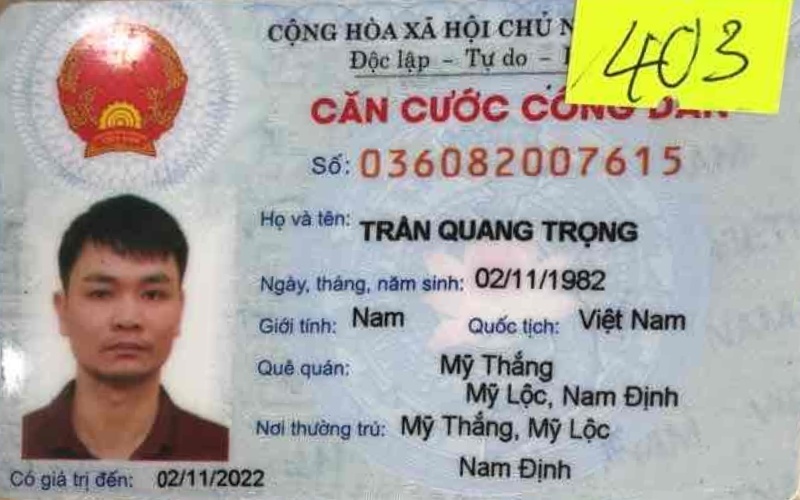 CỘNG HÒA XÃ HỘI CHỦ
Độc lập - Tự do -
403
CĂN CƯỚC CÔNG DÂN
Số: 036082007615
Họ và tên: TRẦN QUANG TRỌNG
Ngày, tháng, năm sinh: 02/11/1982
Giới tính: Nam Quốc tịch: Việt Nam
Quê quán: Mỹ Thắng
Mỹ Lộc, Nam Định
Nơi thường trú: Mỹ Thắng, Mỹ Lộc
Nam Định
Có giá trị đến: 02/11/2022